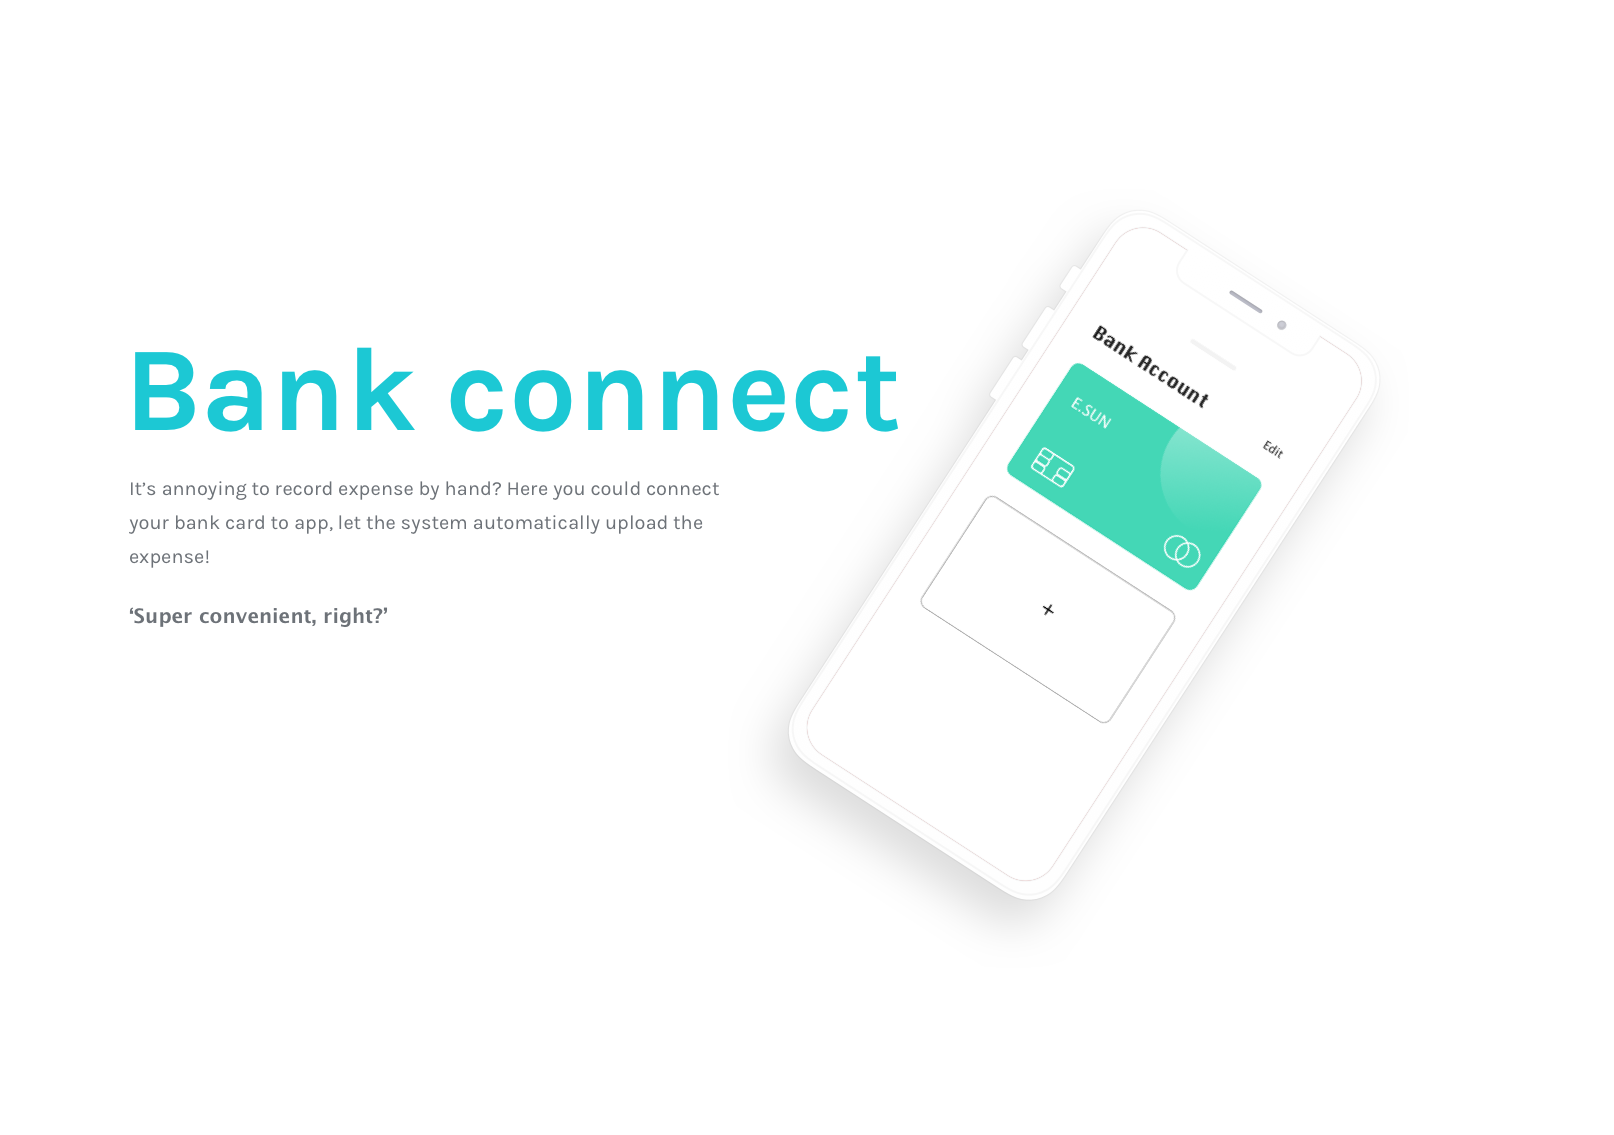 Bank connect
It’s annoying to record expense by hand? Here you could connect
your bank card to app, let the system automatically upload the
expense!
‘Super convenient, right?’
Bank Account
Edit
E.SUN
+